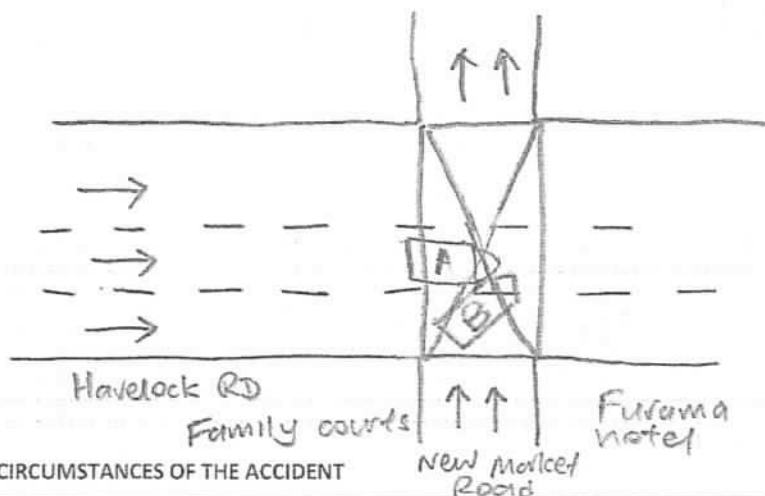 A
B
Havelock RD
Family courts
Furama
hotel
New Market
Road
CIRCUMSTANCES OF THE ACCIDENT